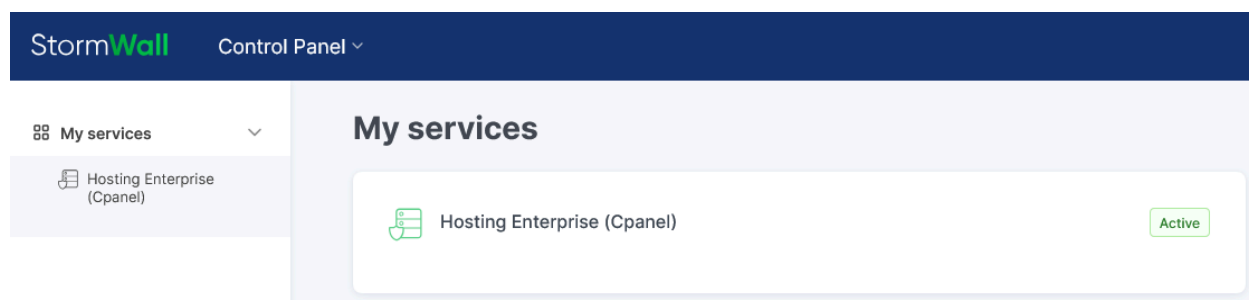 StormWall
Control Panel
My services
Hosting Enterprise
(Cpanel)
My services
Hosting Enterprise (Cpanel)
Active